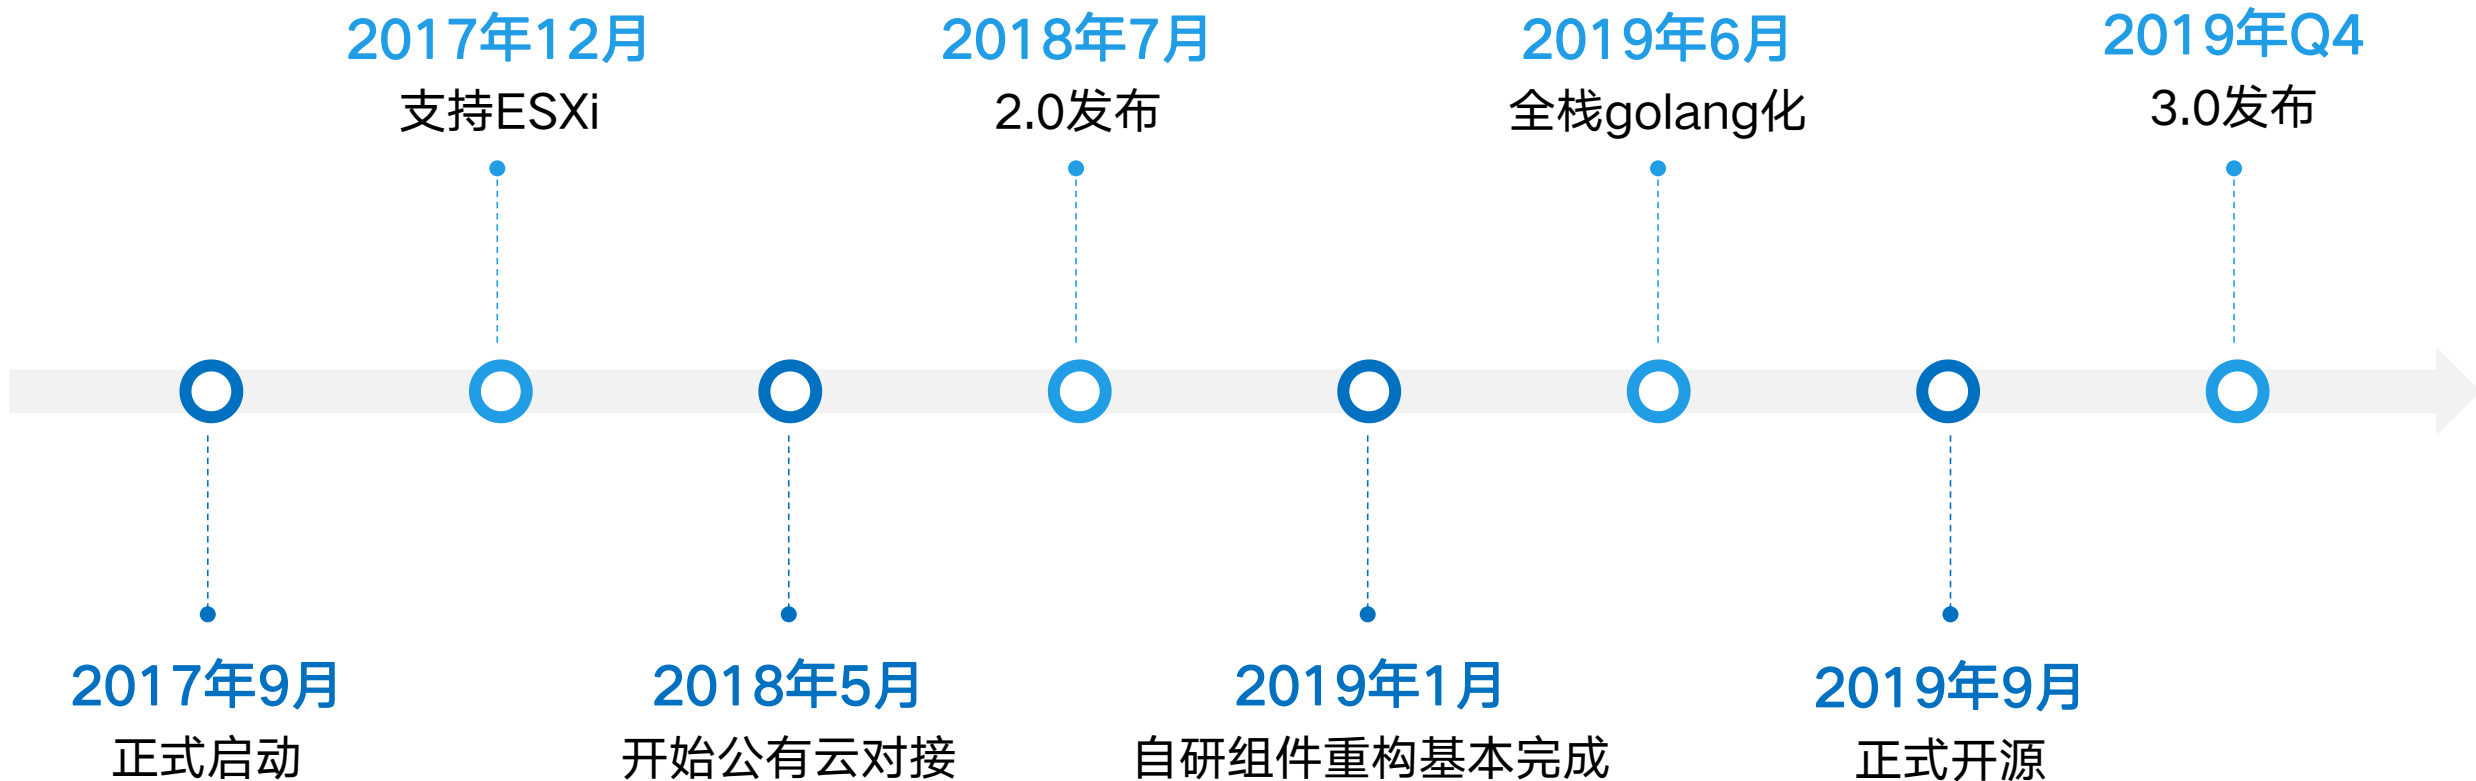 2017年12月
支持ESXi
2018年7月
2.0发布
2019年6月
全栈golang化
2019年Q4
3.0发布
2017年9月
正式启动
2018年5月
开始公有云对接
2019年1月
自研组件重构基本完成
2019年9月
正式开源